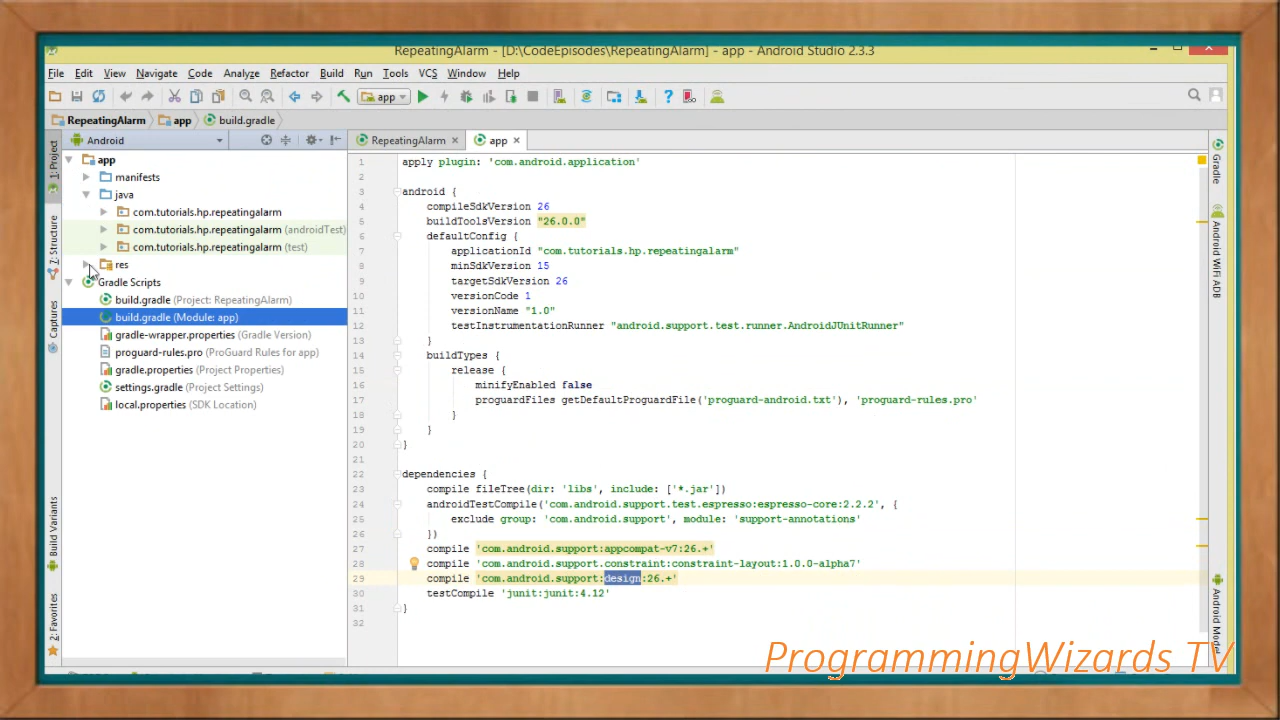 RepeatingAlarm - [D:\CodeEpisodes\RepeatingAlarm] - app - Android Studio 2.3.3
File Edit View Navigate Code Analyze Refactor Build Run Tools VCS Window Help
app
RepeatingAlarm app build.gradle
Android
RepeatingAlarm app
1: Project
Z: Structure
Captures
Build Variants
2: Favorites
app
manifests
java
com.tutorials.hp.repeatingalarm
com.tutorials.hp.repeatingalarm (androidTest)
com.tutorials.hp.repeatingalarm (test)
res
Gradle Scripts
build.gradle (Project: RepeatingAlarm)
build.gradle (Module: app)
gradle-wrapper.properties (Gradle Version)
proguard-rules.pro (ProGuard Rules for app)
gradle.properties (Project Properties)
settings.gradle (Project Settings)
local.properties (SDK Location)
1 apply plugin: 'com.android.application'
2
3 android {
4 compileSdkVersion 26
5 buildToolsVersion "26.0.0"
6 defaultConfig {
7 applicationId "com.tutorials.hp.repeatingalarm"
8 minSdkVersion 15
9 targetSdkVersion 26
10 versionCode 1
11 versionName "1.0"
12 testInstrumentationRunner "android.support.test.runner.AndroidJUnitRunner"
13 }
14 buildTypes {
15 release {
16 minifyEnabled false
17 proguardFiles getDefaultProguardFile('proguard-android.txt'), 'proguard-rules.pro'
18 }
19 }
20 }
21
22 dependencies {
23 compile fileTree(dir: 'libs', include: ['*.jar'])
24 androidTestCompile('com.android.support.test.espresso:espresso-core:2.2.2', {
25 exclude group: 'com.android.support', module: 'support-annotations'
26 })
27 compile 'com.android.support:appcompat-v7:26.+'
28 compile 'com.android.support.constraint:constraint-layout:1.0.0-alpha7'
29 compile 'com.android.support:design:26.+'
30 testCompile 'junit:junit:4.12'
31 }
32
Gradle
Android WiFi ADB
Android Model
ProgrammingWizards TV